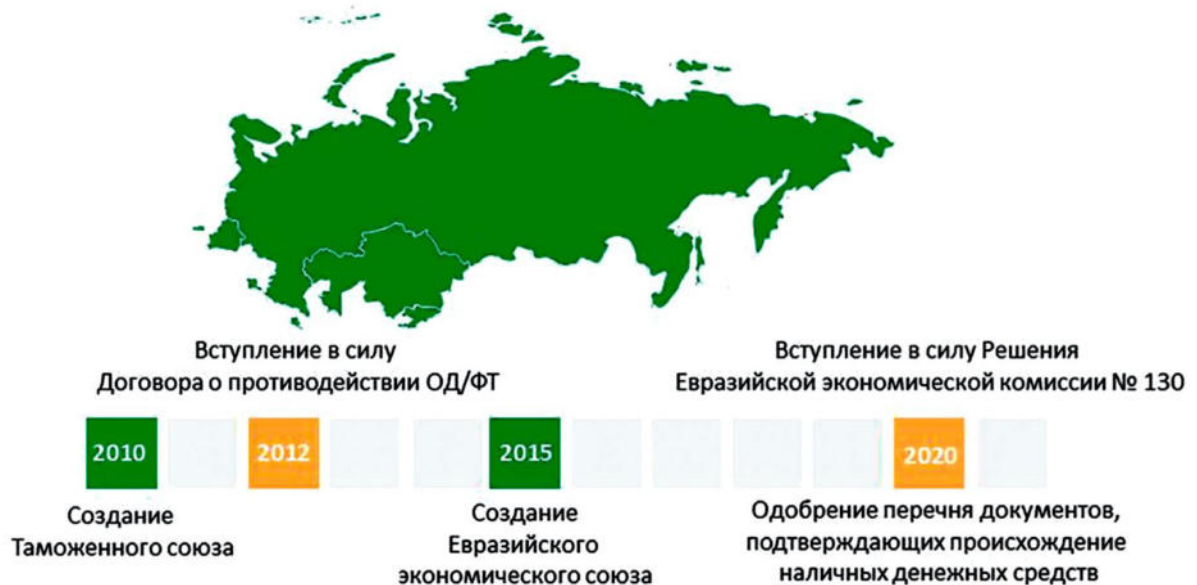 Вступление в силу
Договора о противодействии ОД/ФТ
Вступление в силу Решения
Евразийской экономической комиссии № 130
2010
2012
2015
2020
Создание
Таможенного союза
Создание
Евразийского
экономического союза
Одобрение перечня документов,
подтверждающих происхождение
наличных денежных средств